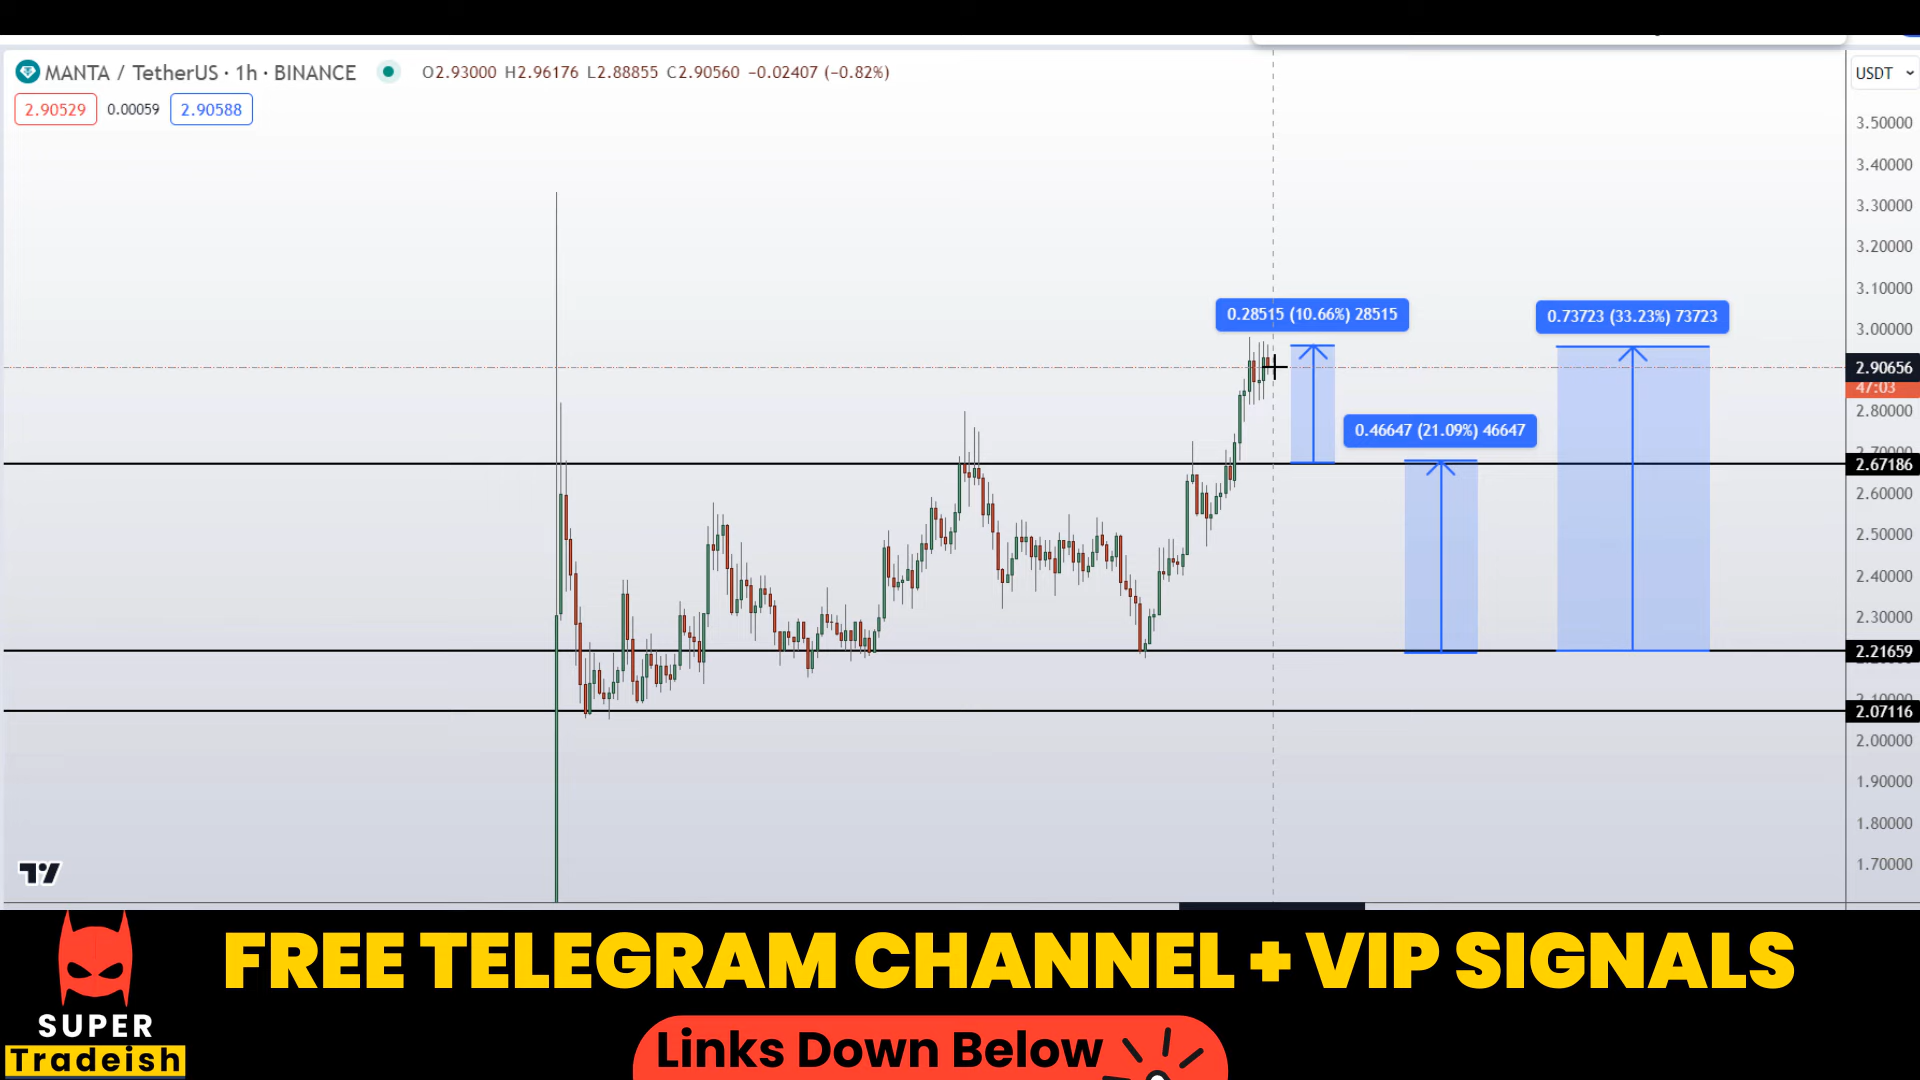 MANTA / TetherUS · 1h · BINANCE
O2.93000 H2.96176 L2.88855 C2.90560 −0.02407 (−0.82%)
USDT
2.90529
0.00059
2.90588
3.50000
3.40000
3.30000
3.20000
3.10000
3.00000
2.90656
47:03
2.80000
2.67186
2.60000
2.50000
2.40000
2.30000
2.21659
2.07116
2.00000
1.90000
1.80000
1.70000
0.28515 (10.66%) 28515
0.73723 (33.23%) 73723
0.46647 (21.09%) 46647
FREE TELEGRAM CHANNEL + VIP SIGNALS
SUPER
Tradeish
Links Down Below